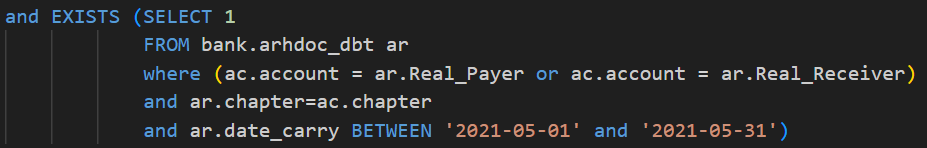 and EXISTS (SELECT 1
FROM bank.arhdoc_dbt ar
where (ac.account = ar.Real_Payer or ac.account = ar.Real_Receiver)
and ar.chapter=ac.chapter
and ar.date_carry BETWEEN '2021-05-01' and '2021-05-31')